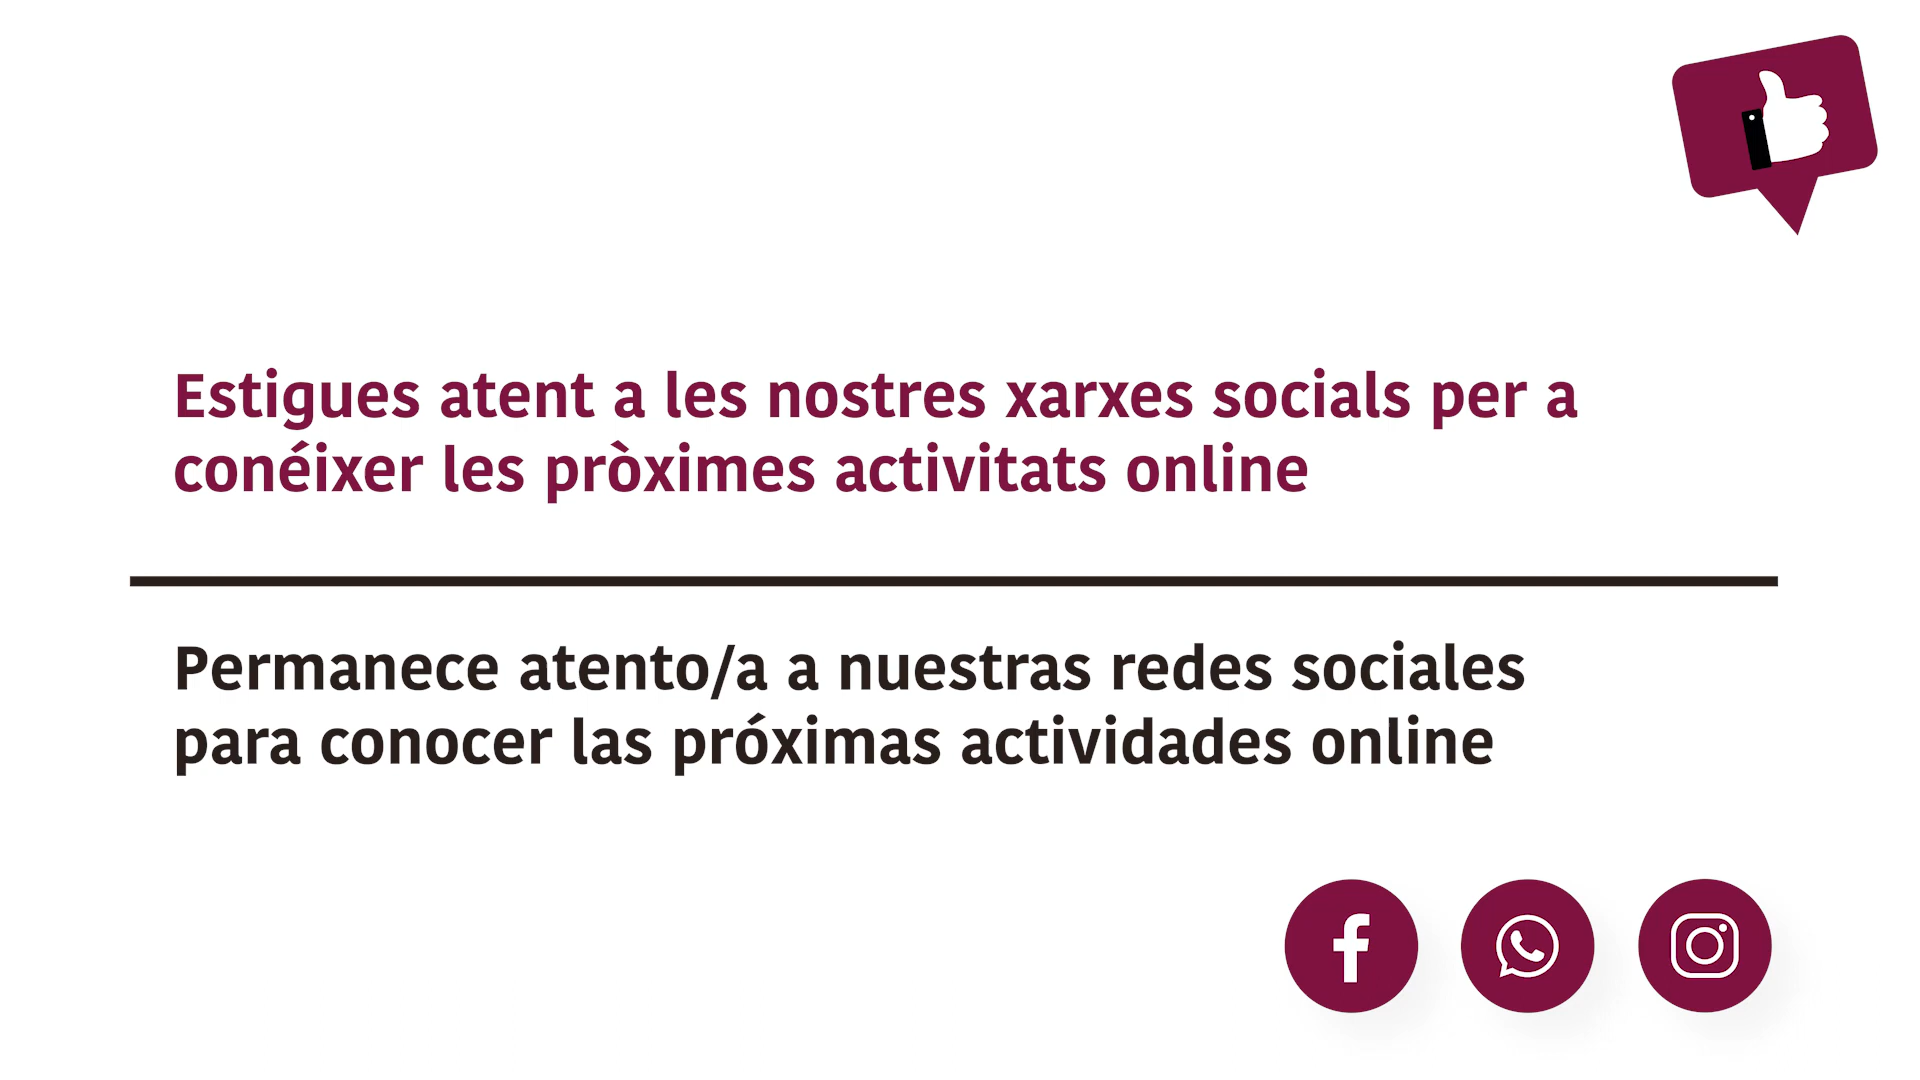 Estigues atent a les nostres xarxes socials per a
conéixer les pròximes activitats online
Permanece atento/a a nuestras redes sociales
para conocer las próximas actividades online